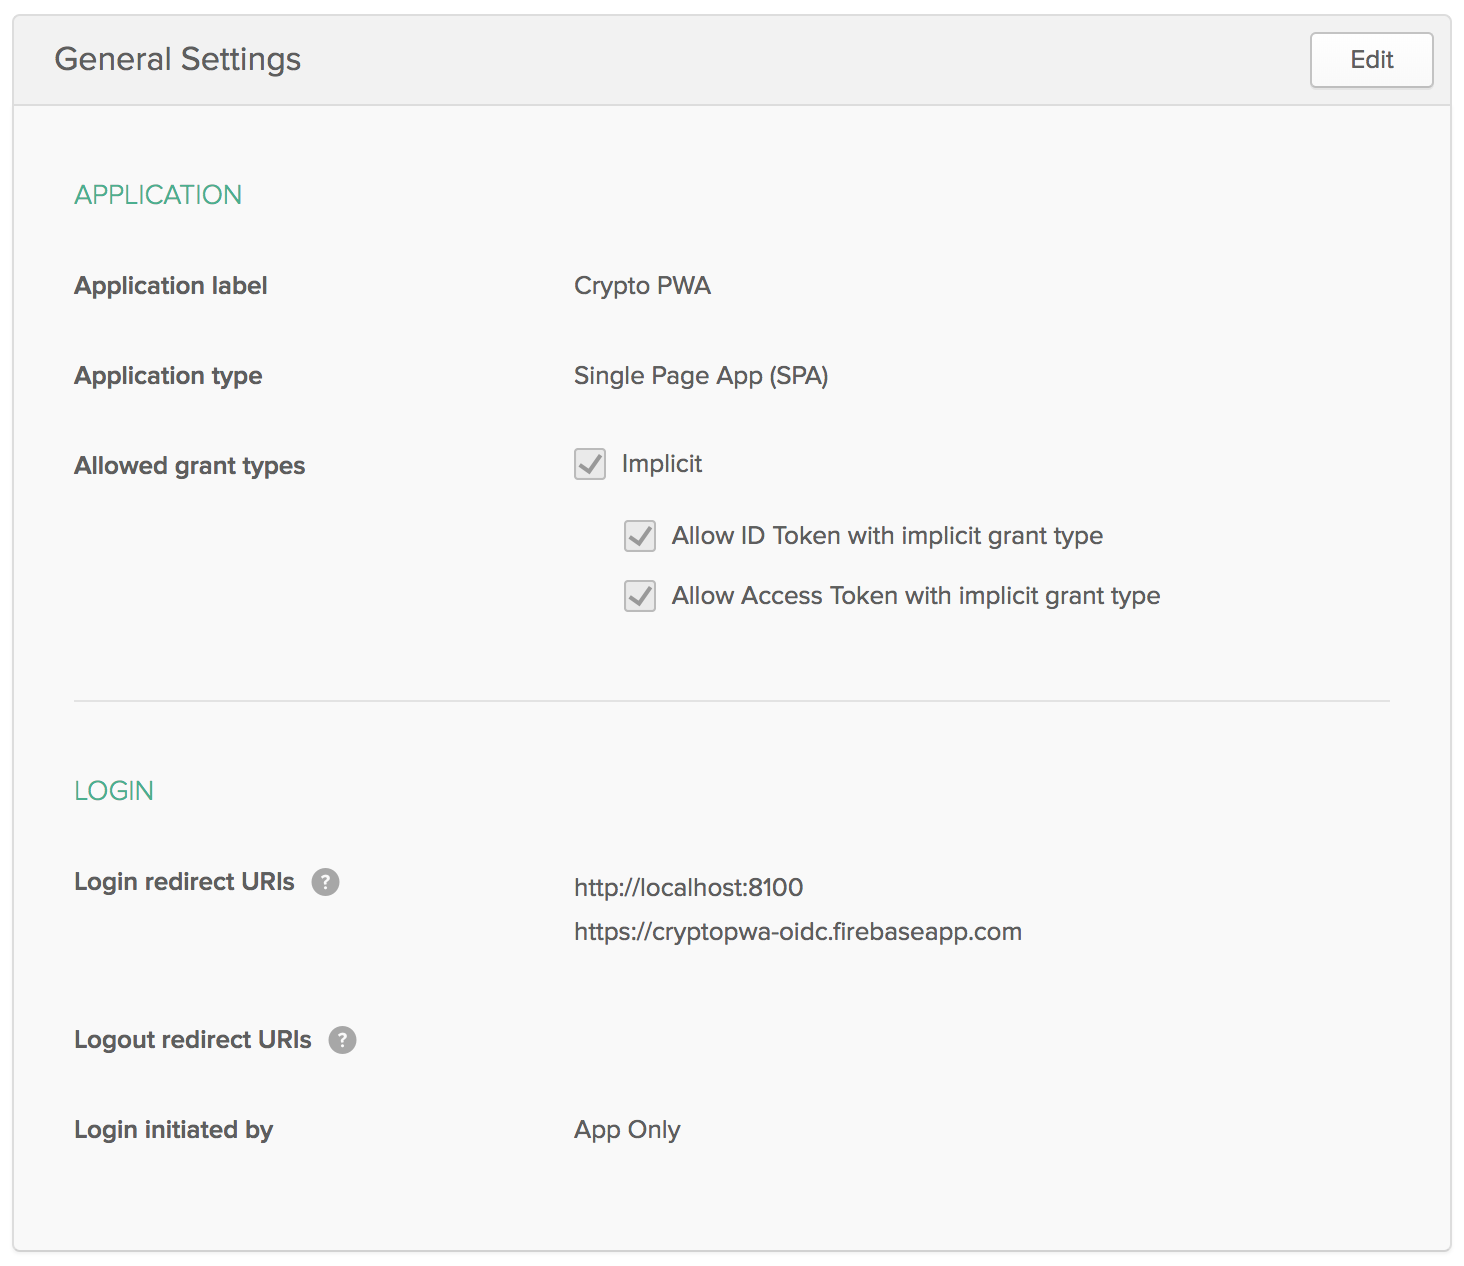 General Settings
Edit
APPLICATION
Application label
Crypto PWA
Application type
Single Page App (SPA)
Allowed grant types
Implicit
Allow ID Token with implicit grant type
Allow Access Token with implicit grant type
LOGIN
Login redirect URIs ?
http://localhost:8100
https://cryptopwa-oidc.firebaseapp.com
Logout redirect URIs ?
Login initiated by
App Only